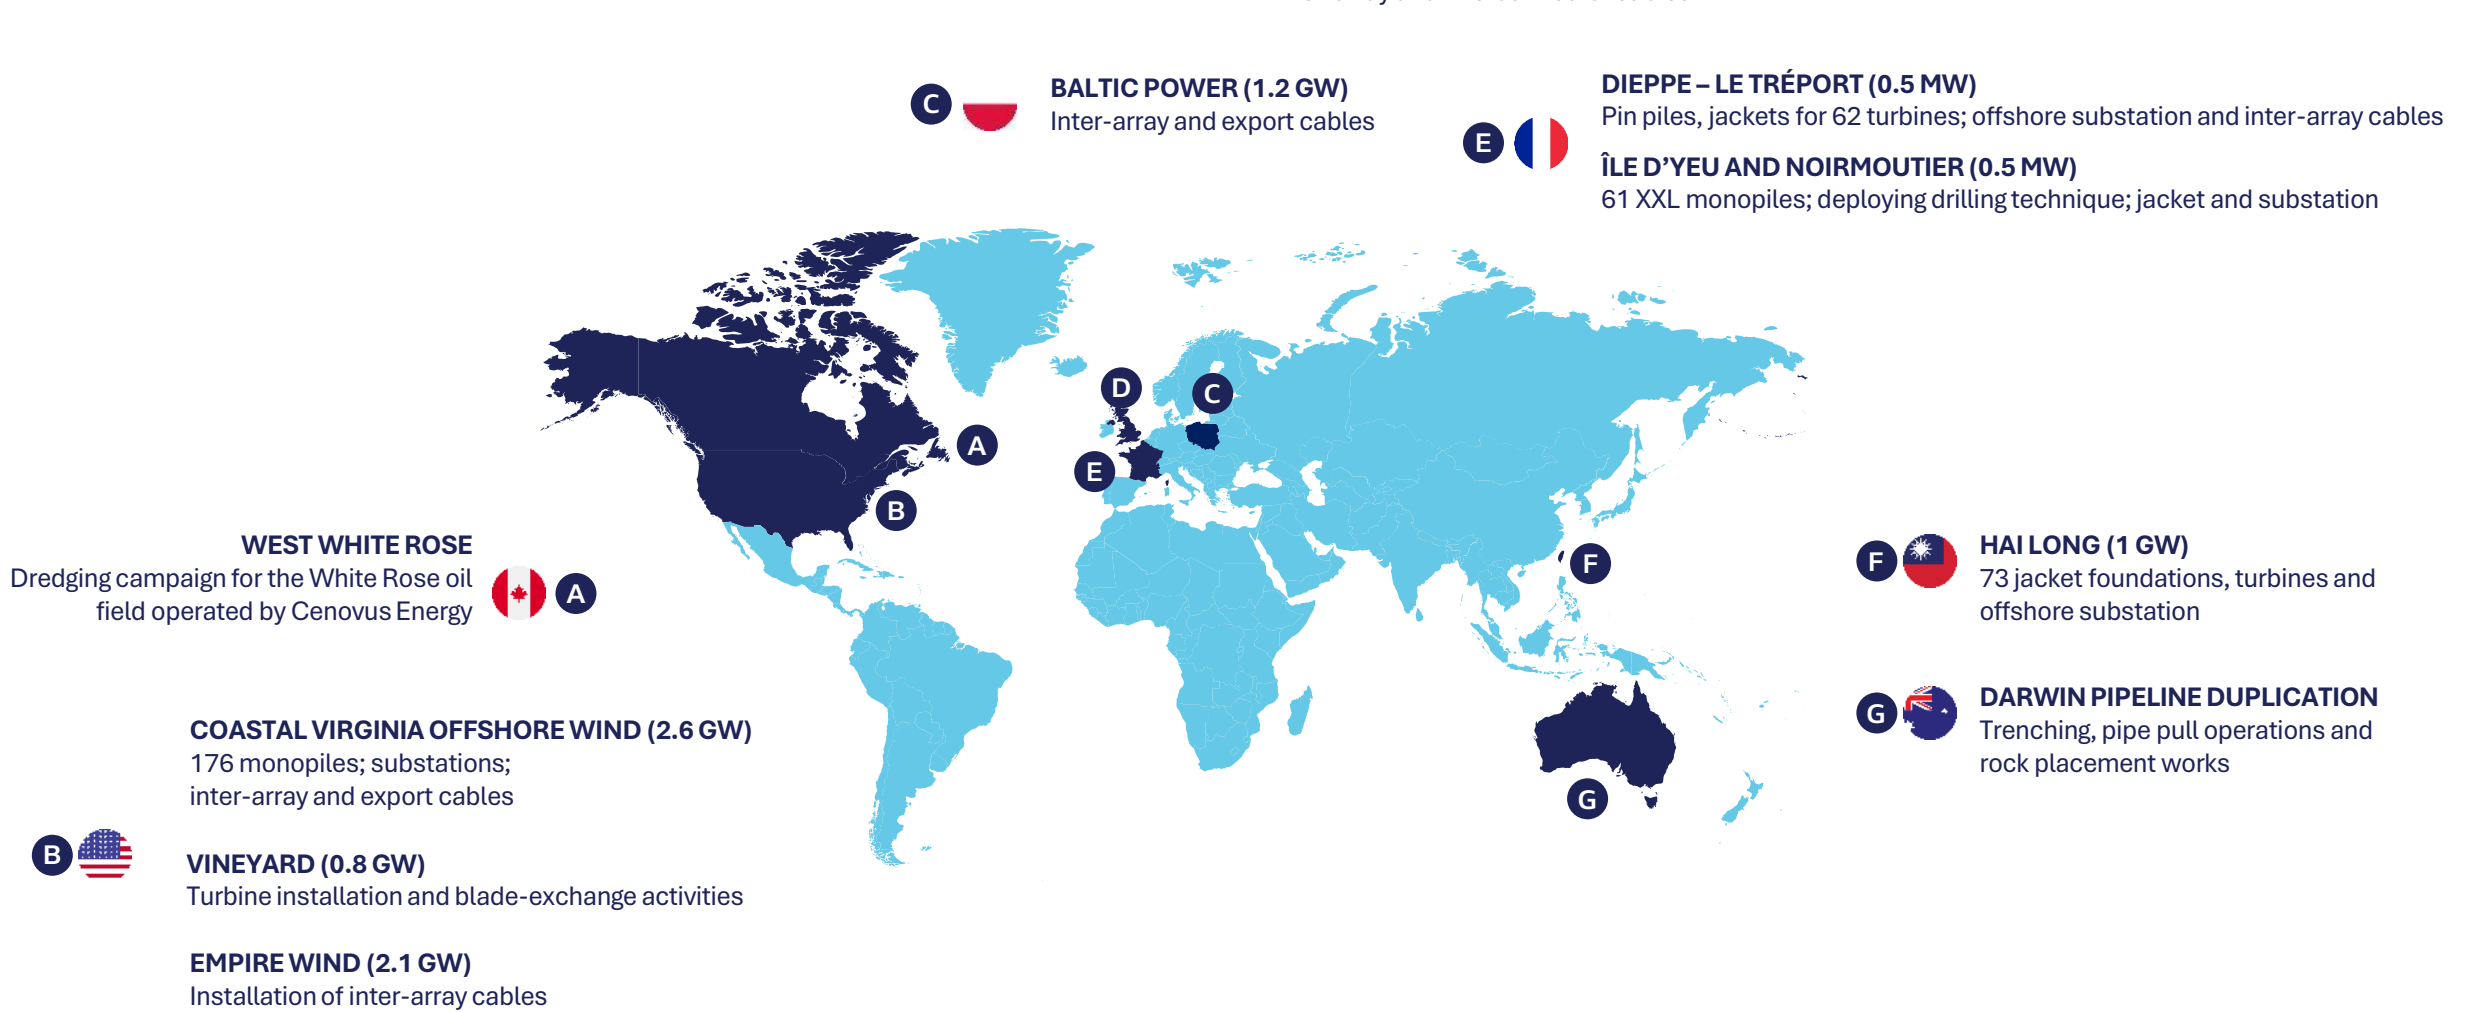 C
BALTIC POWER (1.2 GW)
Inter-array and export cables
E
DIEPPE – LE TRÉPORT (0.5 MW)
Pin piles, jackets for 62 turbines; offshore substation and inter-array cables
ÎLE D’YEU AND NOIRMOUTIER (0.5 MW)
61 XXL monopiles; deploying drilling technique; jacket and substation
D
C
A
E
B
F
G
WEST WHITE ROSE
Dredging campaign for the White Rose oil
field operated by Cenovus Energy
A
COASTAL VIRGINIA OFFSHORE WIND (2.6 GW)
176 monopiles; substations;
inter-array and export cables
B
VINEYARD (0.8 GW)
Turbine installation and blade-exchange activities
EMPIRE WIND (2.1 GW)
Installation of inter-array cables
F
HAI LONG (1 GW)
73 jacket foundations, turbines and
offshore substation
G
DARWIN PIPELINE DUPLICATION
Trenching, pipe pull operations and
rock placement works